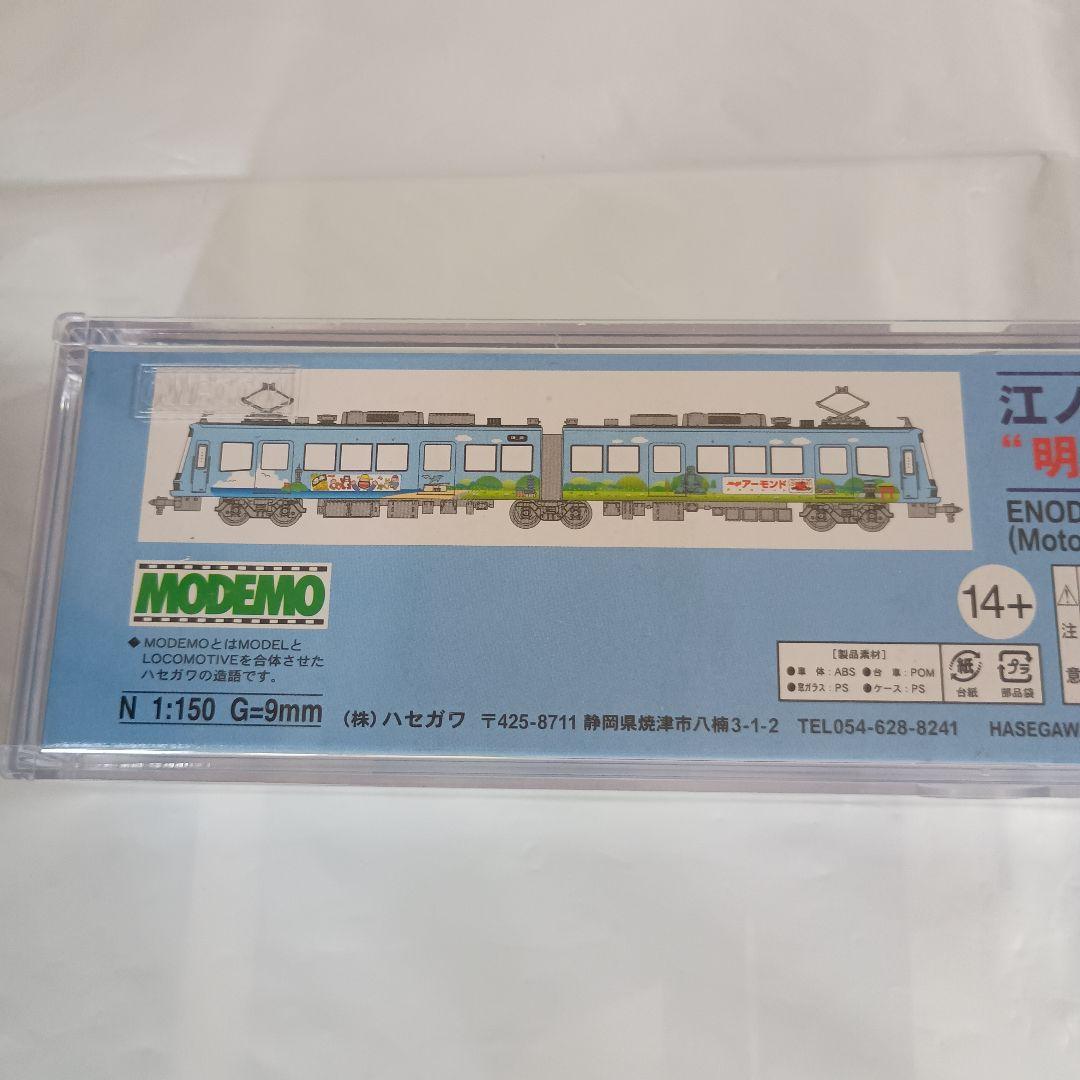 江ノ
“明
ENOD
(Moto
アーモンド
MODEMO
◆MODEMOとはMODELと
LOCOMOTIVEを合体させた
ハセガワの造語です。
N 1:150 G=9mm
14+
[製品素材]
●車 体:ABS ●台 車:POM
●窓ガラス:PS ●ケース:PS
紙
台紙
プラ
部品袋
注
意
(株)ハセガワ 〒425-8711 静岡県焼津市八楠3-1-2 TEL054-628-8241 HASEGAW